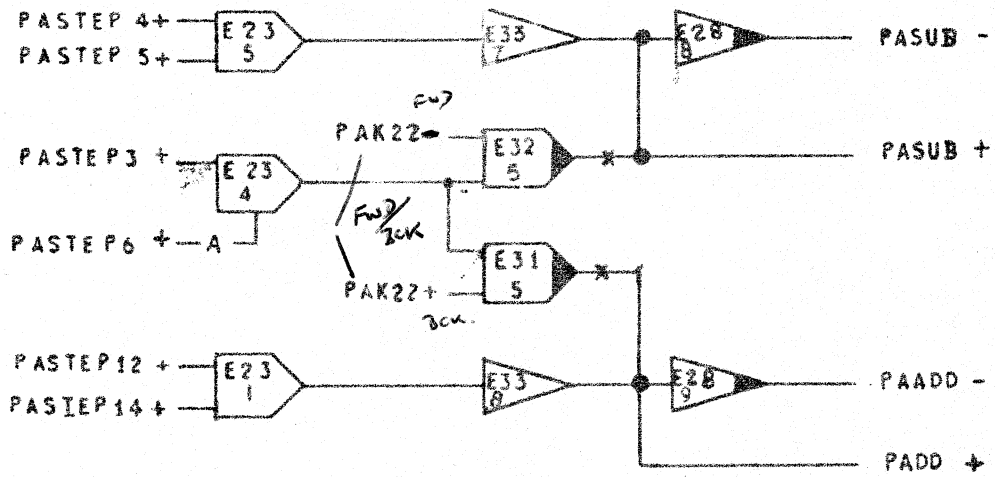 PASTEP 4+
PASTEP 5+
E23
5
E33
7
E28
8
PASUB -
FWD
PAK22-
PASTEP3 +
E23
4
E32
5
PASUB +
FWD/
BCK
PASTEP6 +
A
E31
5
PAK22+
BCK.
PASTEP12 +
PASTEP14+
E23
1
E33
8
E28
9
PAADD -
PADD +